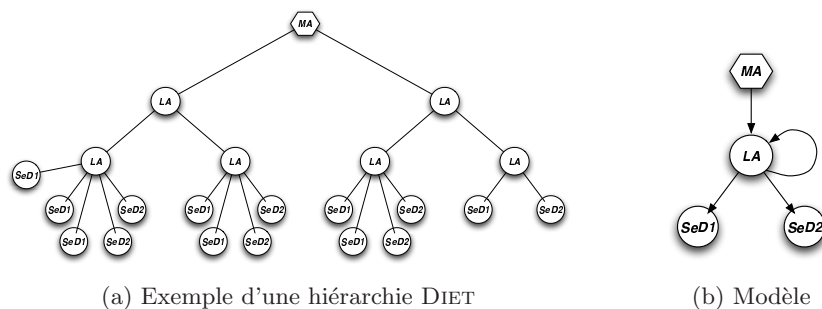 MA
LA LA
LA LA LA LA
SeD1
SeD1 SeD2 SeD1 SeD2 SeD1 SeD2 SeD1 SeD2
SeD1 SeD2 SeD1 SeD2 SeD1 SeD2
(a) Exemple d'une hiérarchie DIET
MA
LA
SeD1 SeD2
(b) Modèle